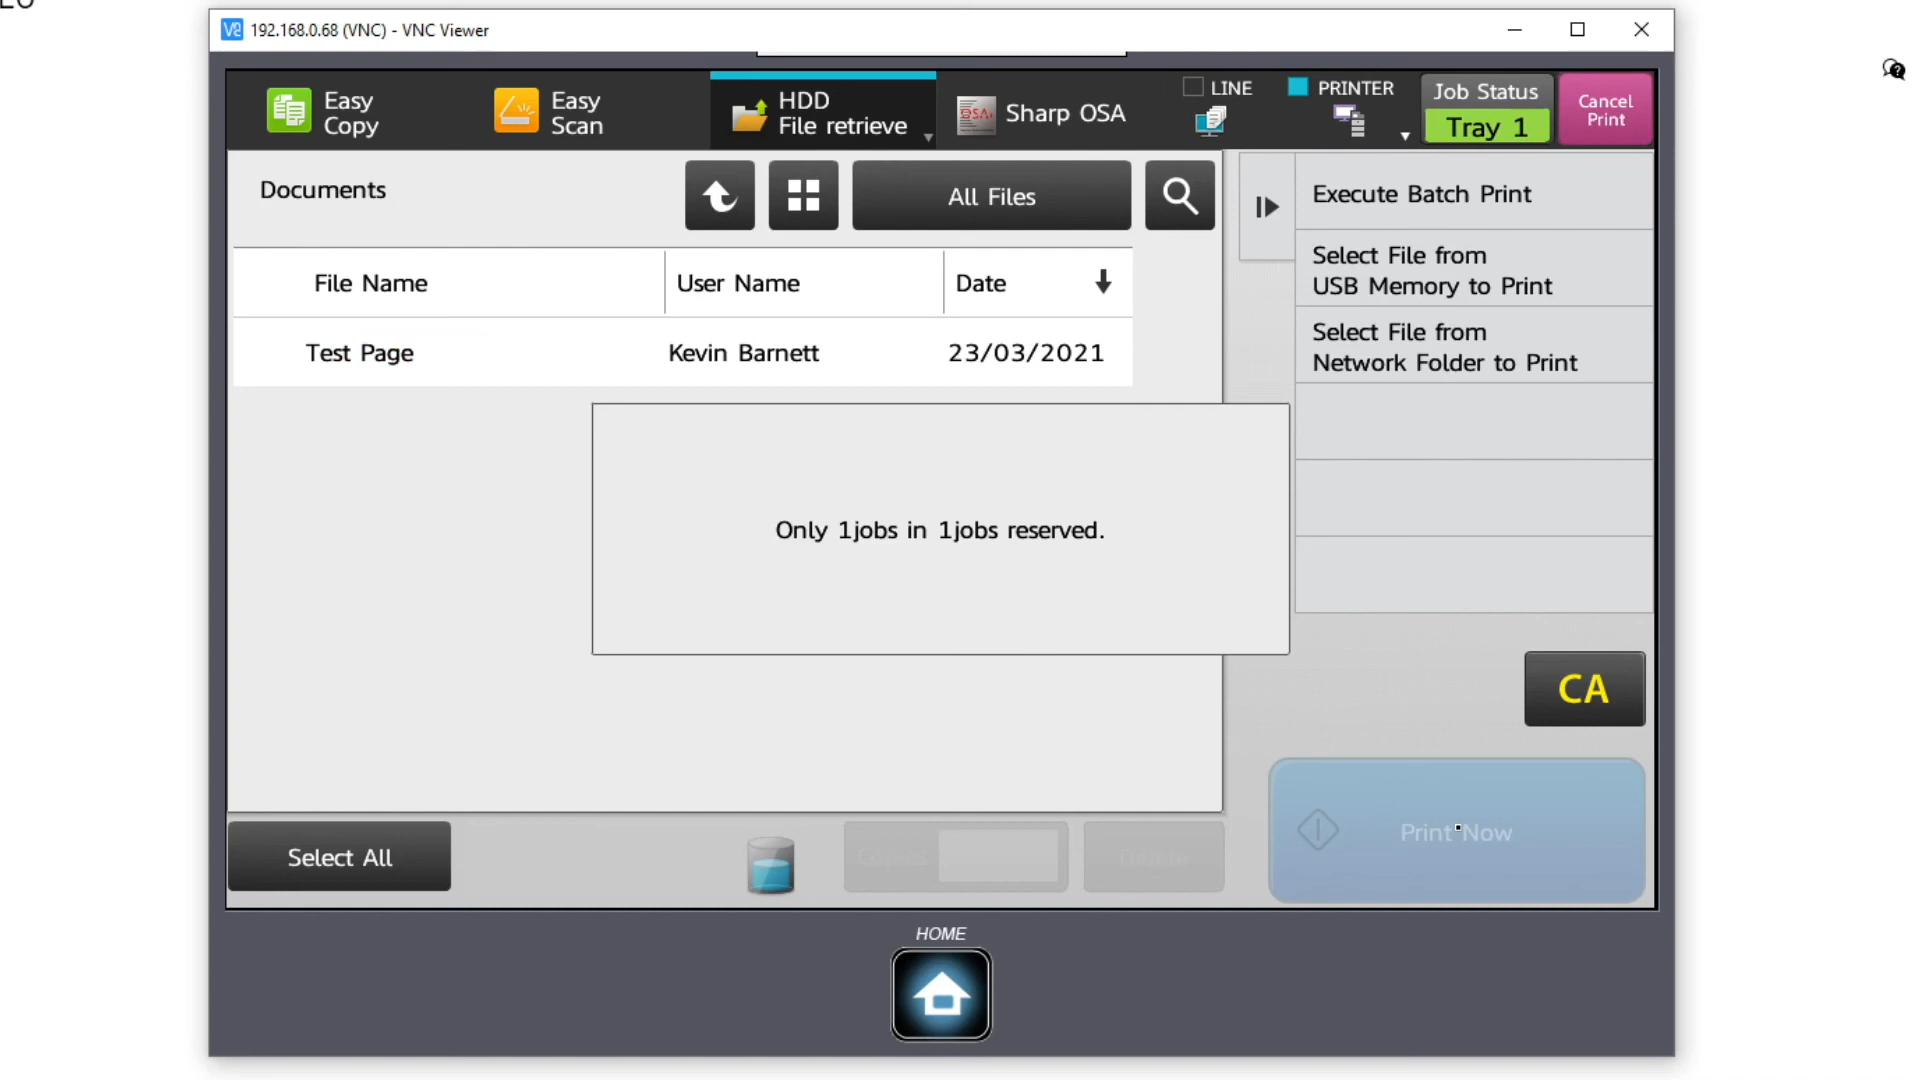 192.168.0.68 (VNC) - VNC Viewer
Easy
Copy
Easy
Scan
HDD
File retrieve
OSA
Sharp OSA
LINE
PRINTER
Job Status
Tray 1
Cancel
Print
Documents
All Files
File Name
User Name
Date
Test Page
Kevin Barnett
23/03/2021
Only 1jobs in 1jobs reserved.
Execute Batch Print
Select File from
USB Memory to Print
Select File from
Network Folder to Print
CA
Select All
Print Now
HOME